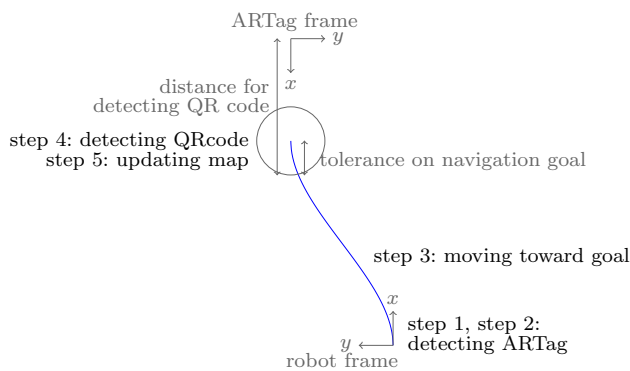 ARTag frame
y
x
distance for
detecting QR code
step 4: detecting QRcode
step 5: updating map
tolerance on navigation goal
step 3: moving toward goal
x
step 1, step 2:
detecting ARTag
y
robot frame